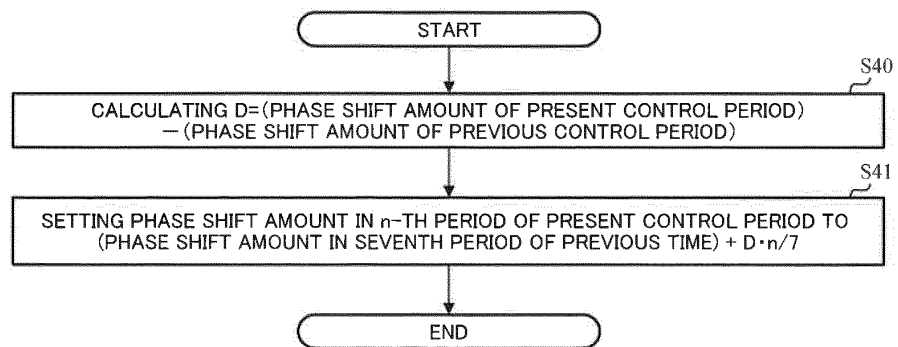 START
S40
CALCULATING D=(PHASE SHIFT AMOUNT OF PRESENT CONTROL PERIOD)
—(PHASE SHIFT AMOUNT OF PREVIOUS CONTROL PERIOD)
S41
SETTING PHASE SHIFT AMOUNT IN n-TH PERIOD OF PRESENT CONTROL PERIOD TO
(PHASE SHIFT AMOUNT IN SEVENTH PERIOD OF PREVIOUS TIME) + D·n/7
END